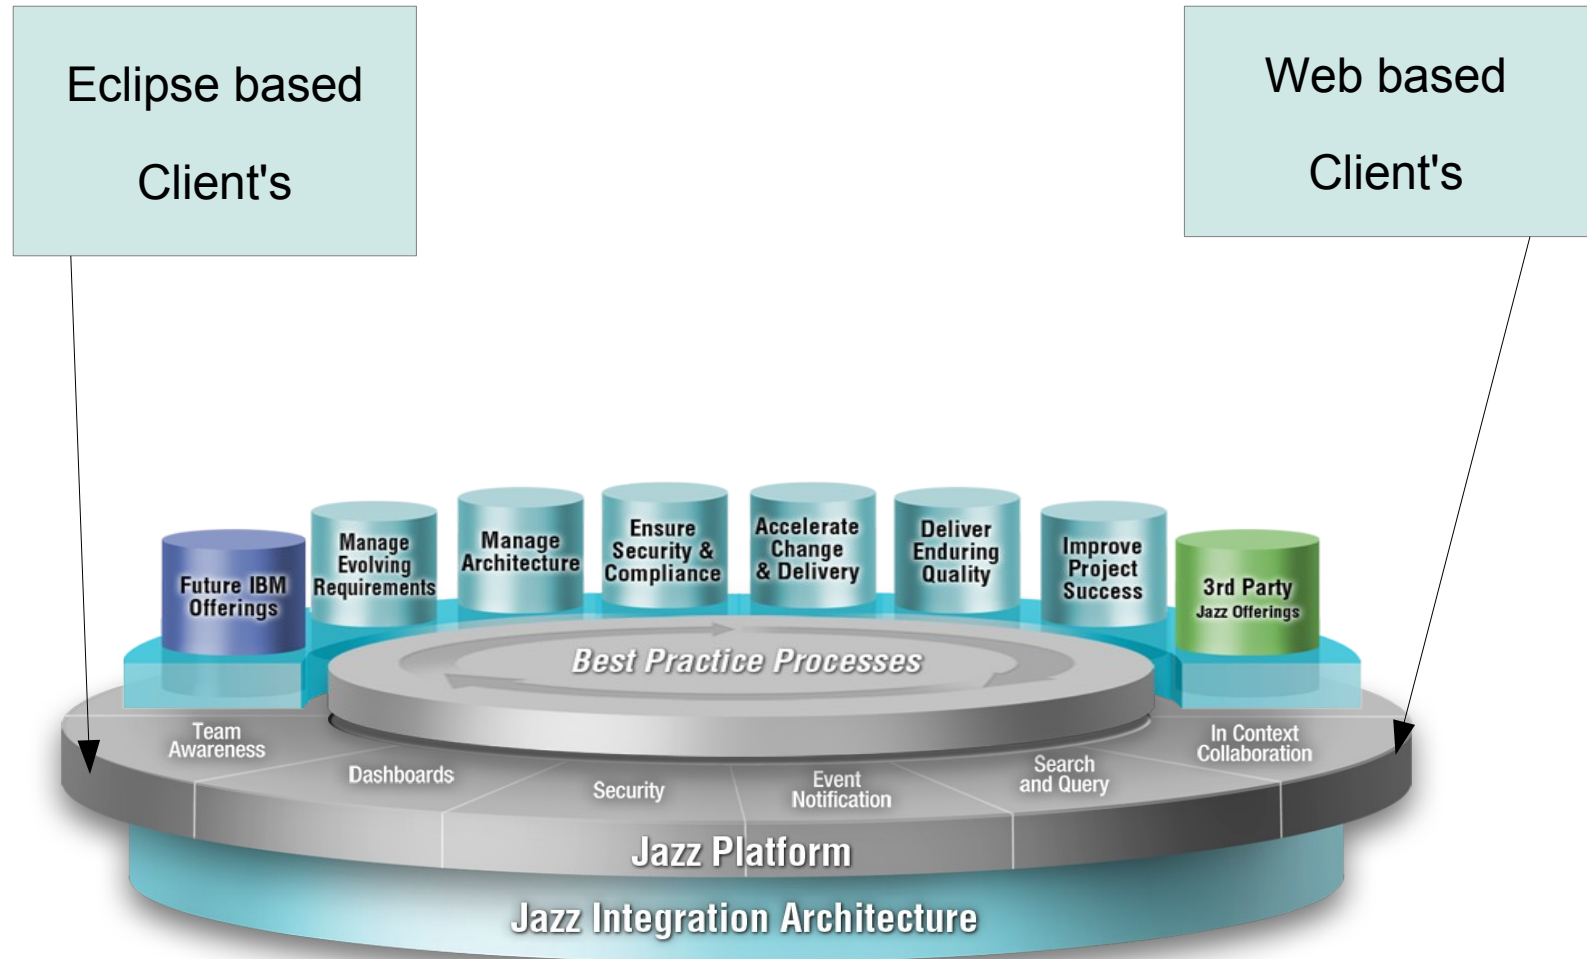 Eclipse based
Client's
Web based
Client's
Future IBM
Offerings
Manage
Evolving
Requirements
Manage
Architecture
Ensure
Security &
Compliance
Accelerate
Change
& Delivery
Deliver
Enduring
Quality
Improve
Project
Success
3rd Party
Jazz Offerings
Best Practice Processes
Team
Awareness
Dashboards
Security
Event
Notification
Search
and Query
In Context
Collaboration
Jazz Platform
Jazz Integration Architecture